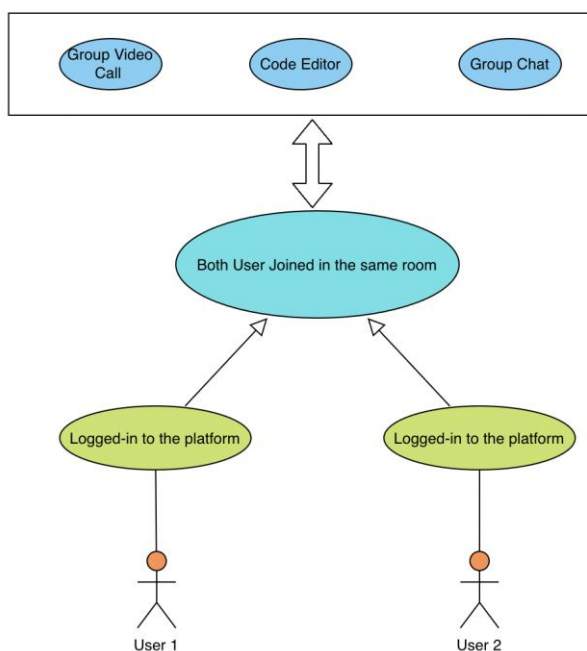 Group Video
Call
Code Editor
Group Chat
Both User Joined in the same room
Logged-in to the platform
Logged-in to the platform
User 1
User 2